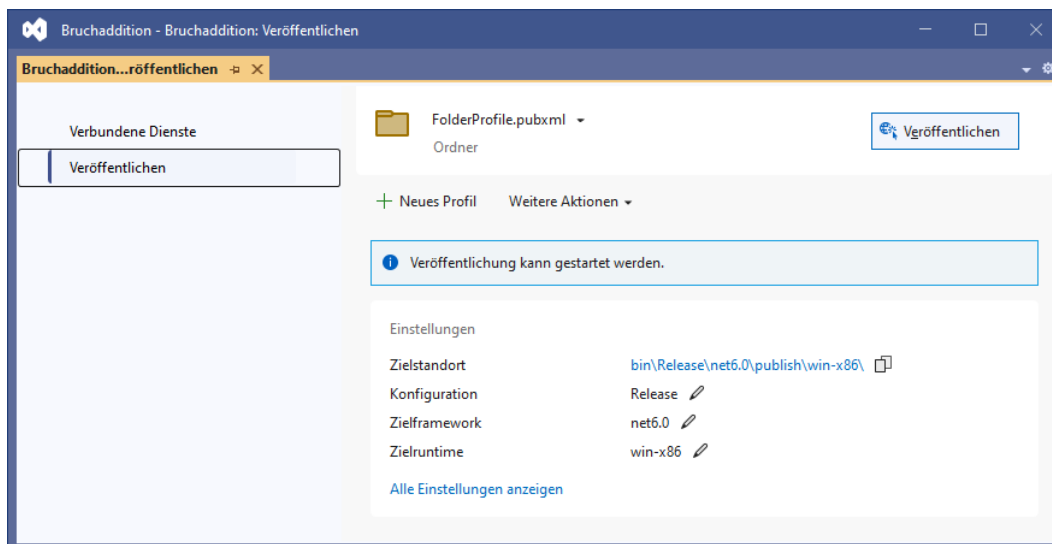 Bruchaddition - Bruchaddition: Veröffentlichen
Bruchaddition...röffentlichen
Verbundene Dienste
Veröffentlichen
FolderProfile.pubxml
Ordner
Veröffentlichen
Neues Profil
Weitere Aktionen
Veröffentlichung kann gestartet werden.
Einstellungen
Zielstandort bin\Release\net6.0\publish\win-x86\
Konfiguration Release
Zielframework net6.0
Zielruntime win-x86
Alle Einstellungen anzeigen